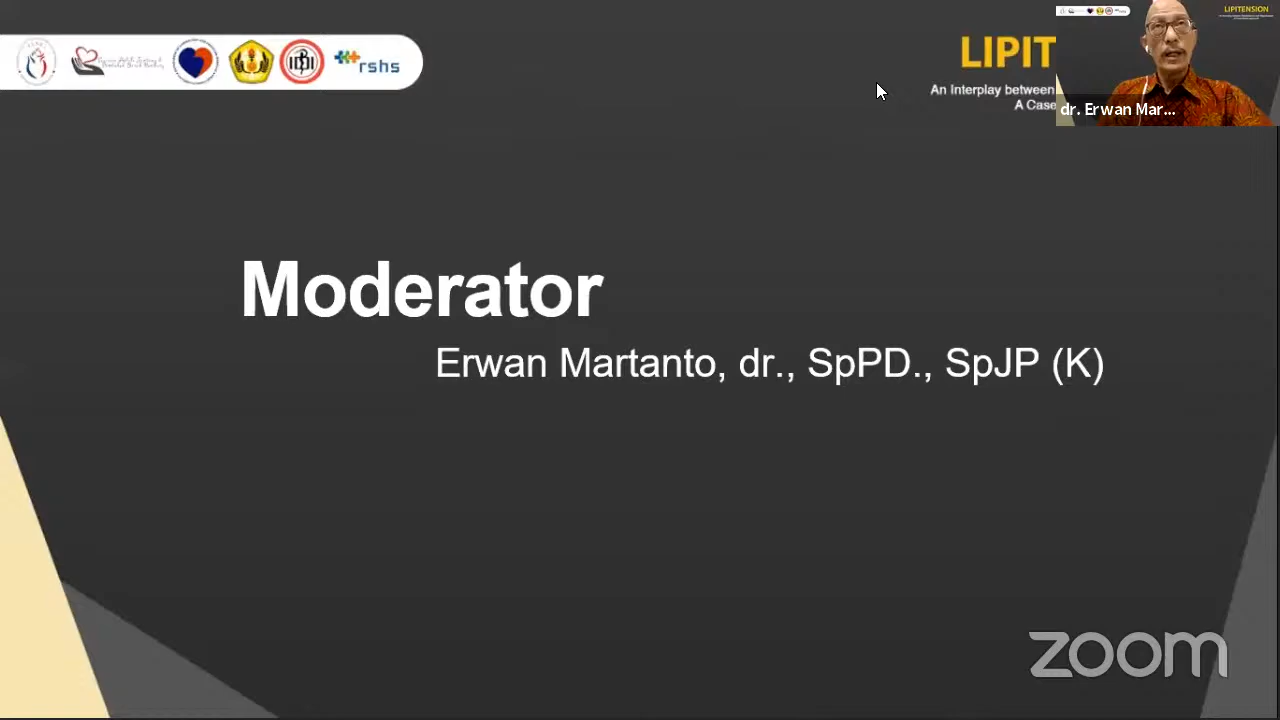 rshs
LIPIT
LIPITENSION
An Interplay between
A Case
dr. Erwan Mar...
Moderator
Erwan Martanto, dr., SpPD., SpJP (K)
zoom